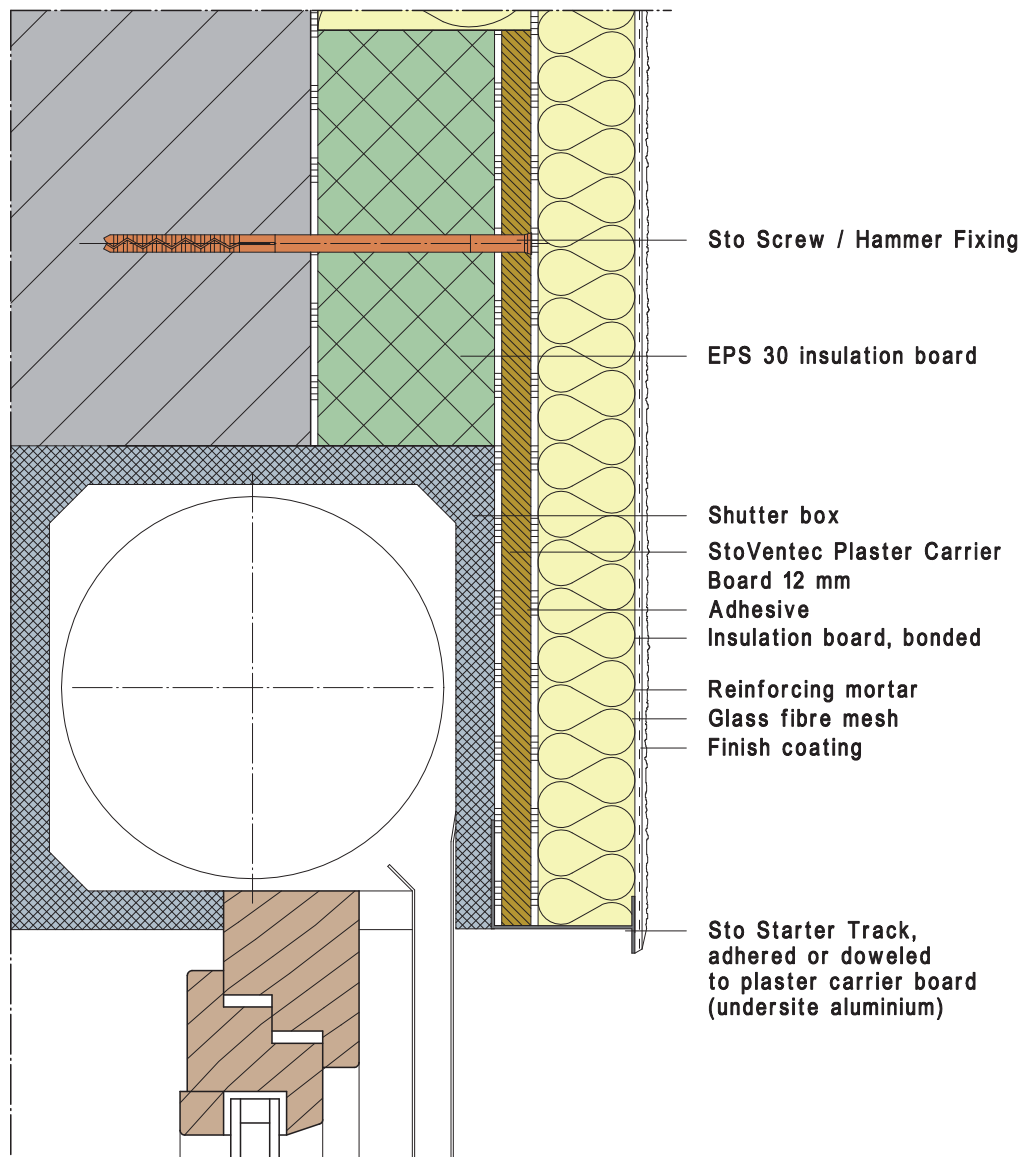 Sto Screw / Hammer Fixing
EPS 30 insulation board
Shutter box
StoVentec Plaster Carrier
Board 12 mm
Adhesive
Insulation board, bonded
Reinforcing mortar
Glass fibre mesh
Finish coating
Sto Starter Track,
adhered or doweled
to plaster carrier board
(undersite aluminium)